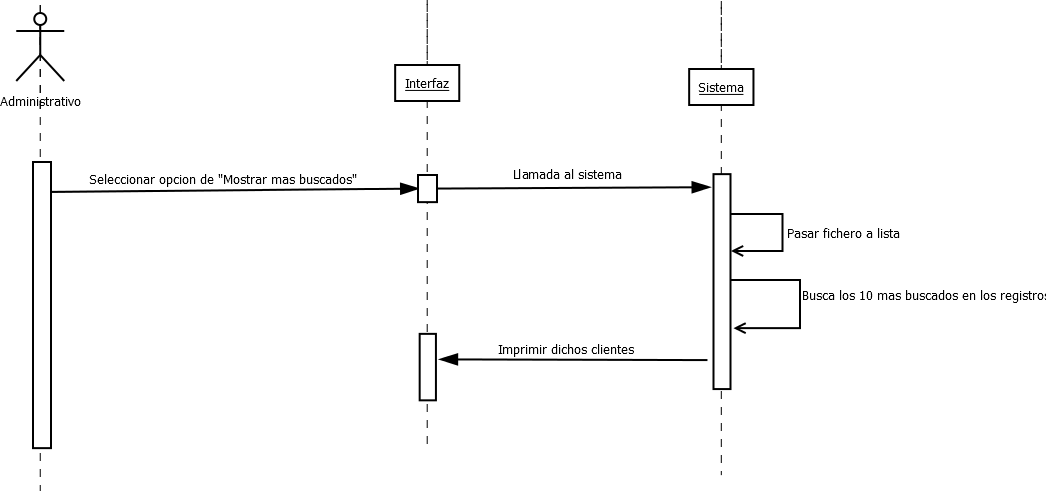 Interfaz
Sistema
Administrativo
Seleccionar opcion de "Mostrar mas buscados"
Llamada al sistema
Pasar fichero a lista
Busca los 10 mas buscados en los registros
Imprimir dichos clientes